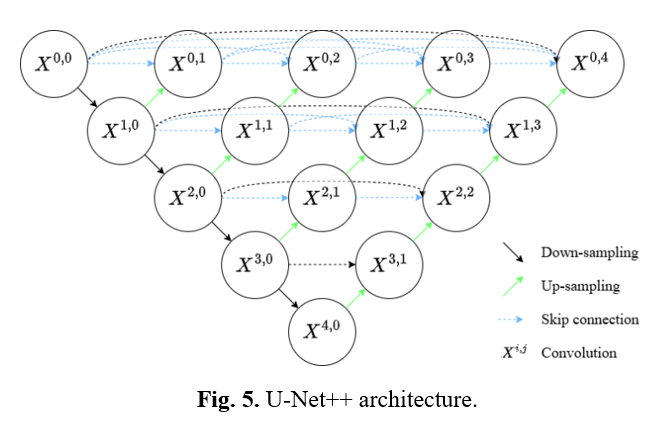 X^{0,0} X^{0,1} X^{0,2} X^{0,3} X^{0,4}
X^{1,0} X^{1,1} X^{1,2} X^{1,3}
X^{2,0} X^{2,1} X^{2,2}
X^{3,0} X^{3,1}
X^{4,0}
Down-sampling
Up-sampling
Skip connection
X^{i,j} Convolution
Fig. 5. U-Net++ architecture.